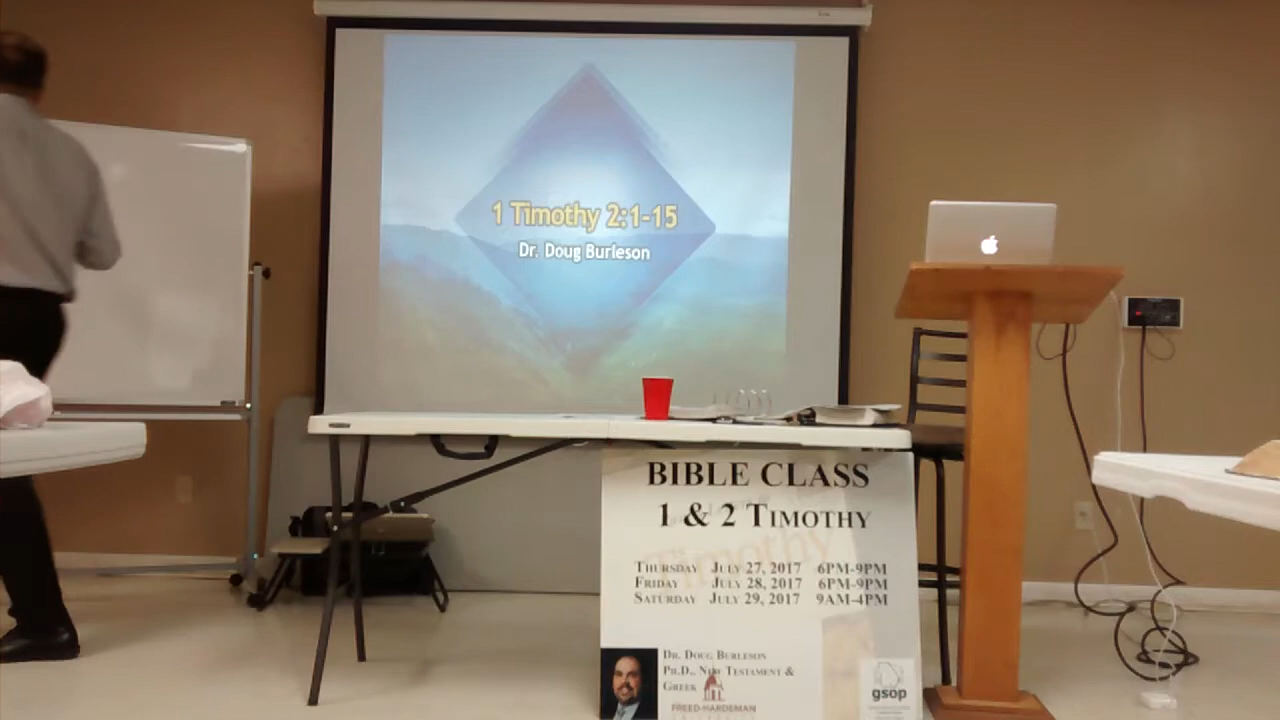 1 Timothy 2:1-15
Dr. Doug Burleson
BIBLE CLASS
1 & 2 TIMOTHY
Timothy
THURSDAY JULY 27, 2017 6PM-9PM
FRIDAY JULY 28, 2017 6PM-9PM
SATURDAY JULY 29, 2017 9AM-4PM
DR. DOUG BURLESON
PH.D., NEW TESTAMENT &
GREEK
FREED-HARDEMAN
gsop